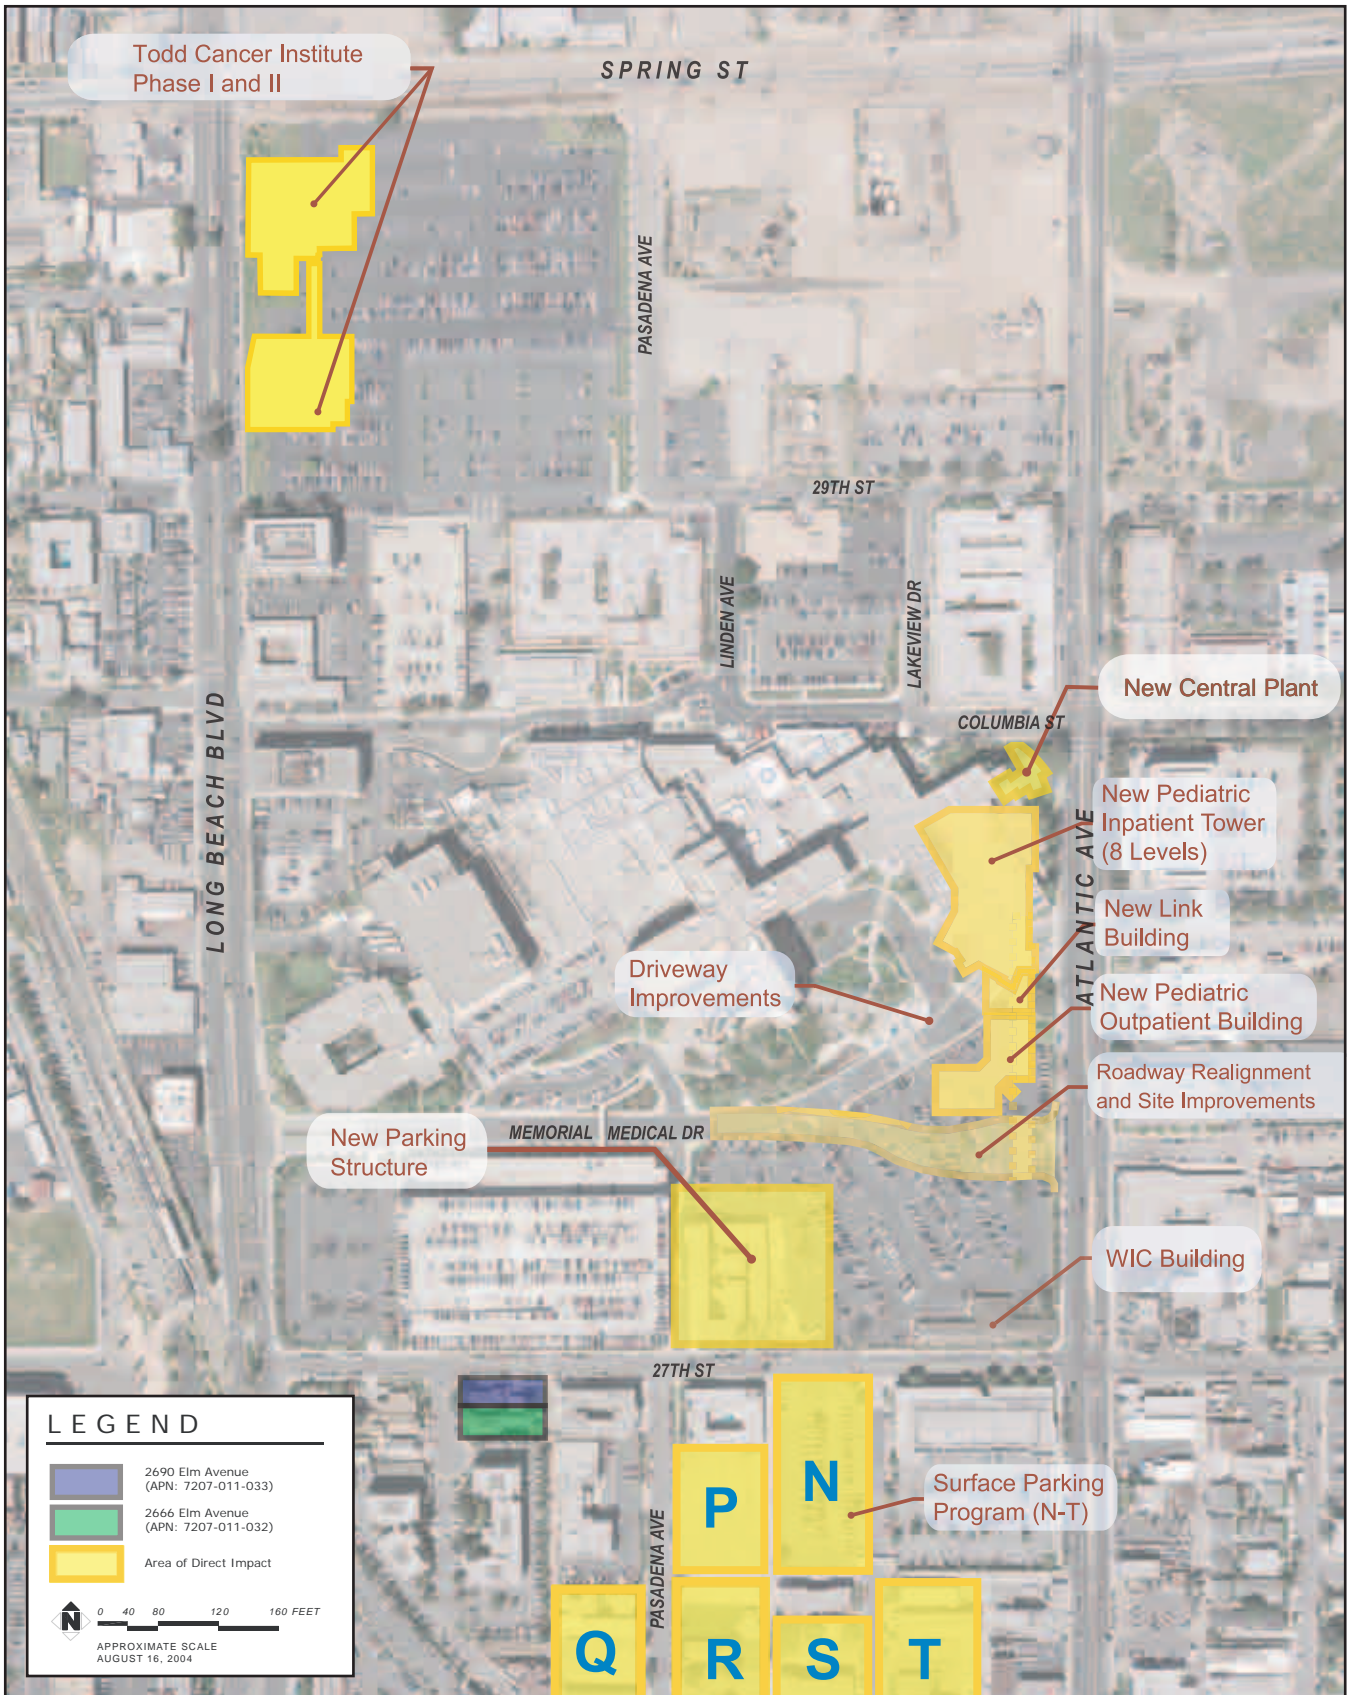 Todd Cancer Institute
Phase I and II
SPRING ST
PASADENA AVE
29TH ST
LINDEN AVE
LAKEVIEW DR
New Central Plant
LONG BEACH BLVD
COLUMBIA ST
New Pediatric
Inpatient Tower
(8 Levels)
ATLANTIC AVE
New Link
Building
Driveway
Improvements
New Pediatric
Outpatient Building
Roadway Realignment
and Site Improvements
New Parking
Structure
MEMORIAL MEDICAL DR
WIC Building
27TH ST
P
N
Surface Parking
Program (N-T)
PASADENA AVE
Q
R
S
T
LEGEND
2690 Elm Avenue
(APN: 7207-011-033)
2666 Elm Avenue
(APN: 7207-011-032)
Area of Direct Impact
N
0 40 80 120 160 FEET
APPROXIMATE SCALE
AUGUST 16, 2004